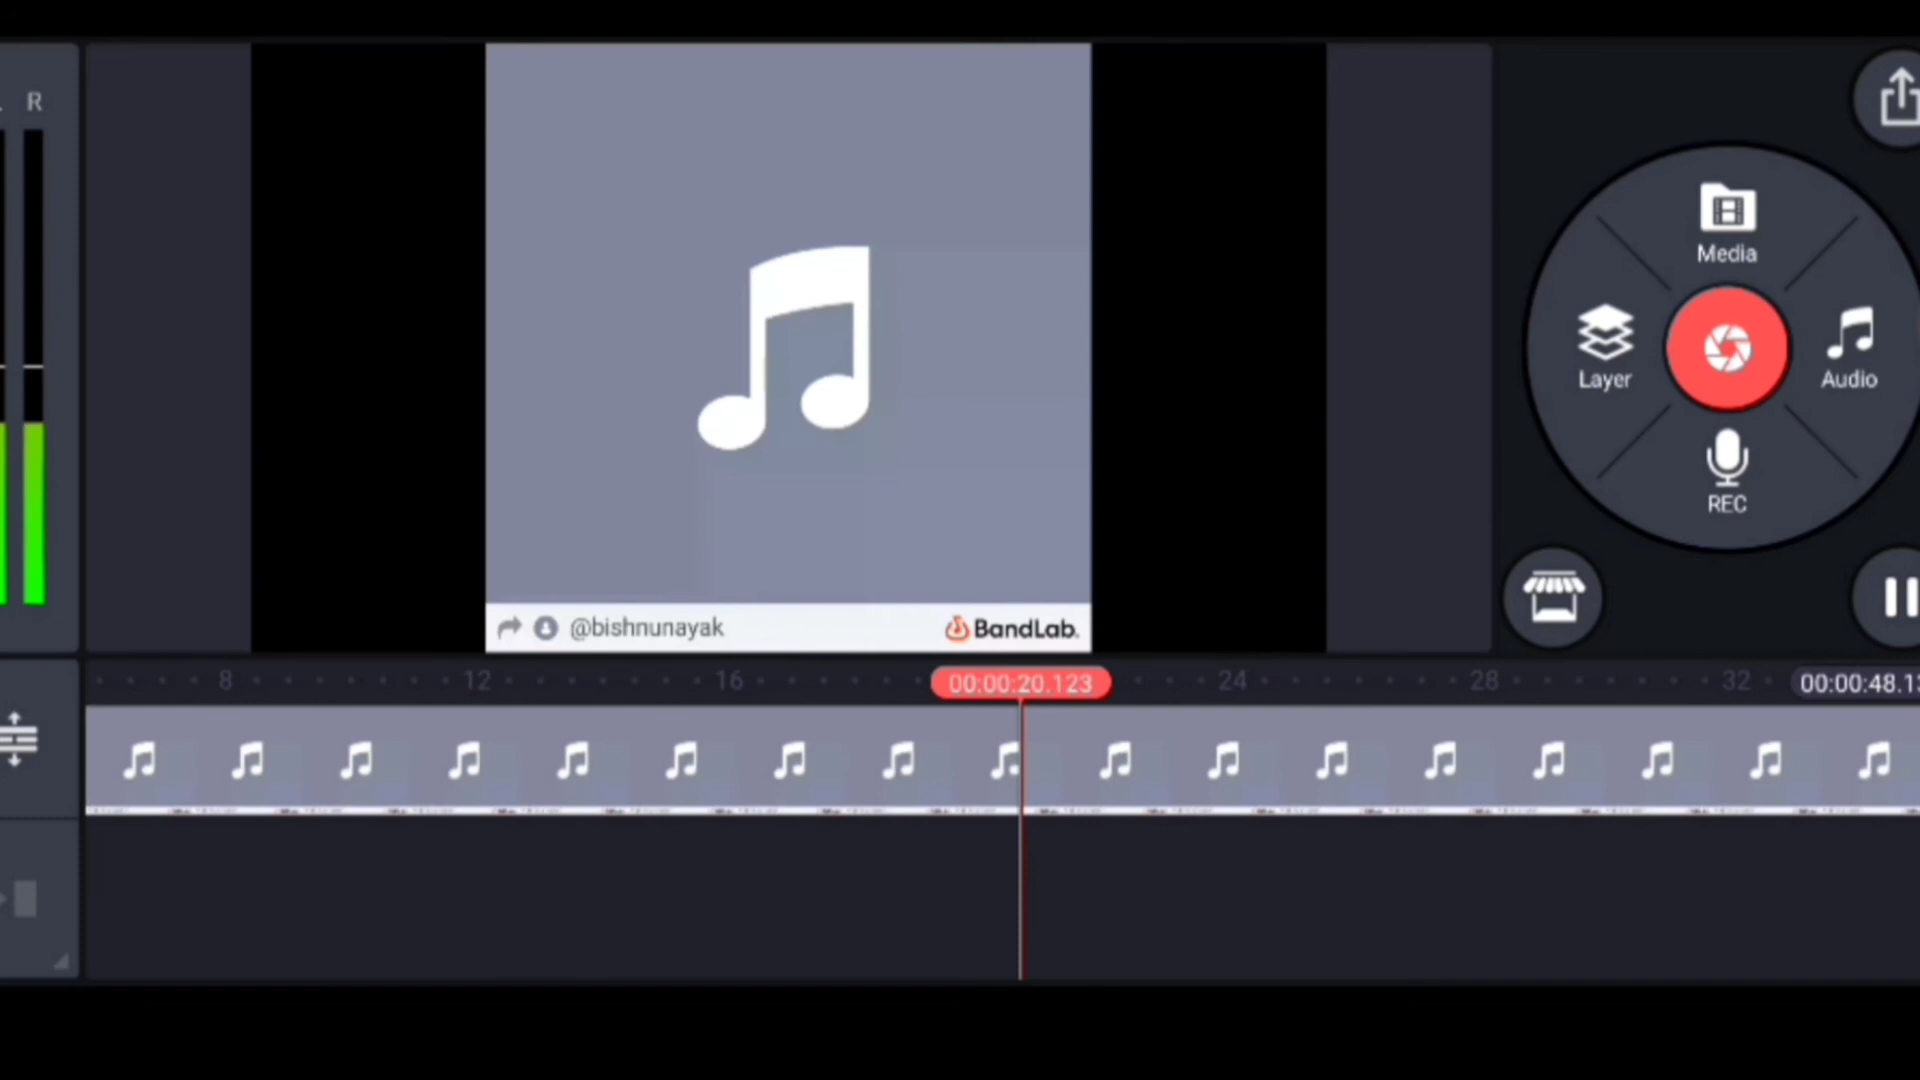 R
Media
Layer
Audio
REC
@bishnunayak
BandLab.
8 12 16 00:00:20.123 24 28 32 00:00:48.1